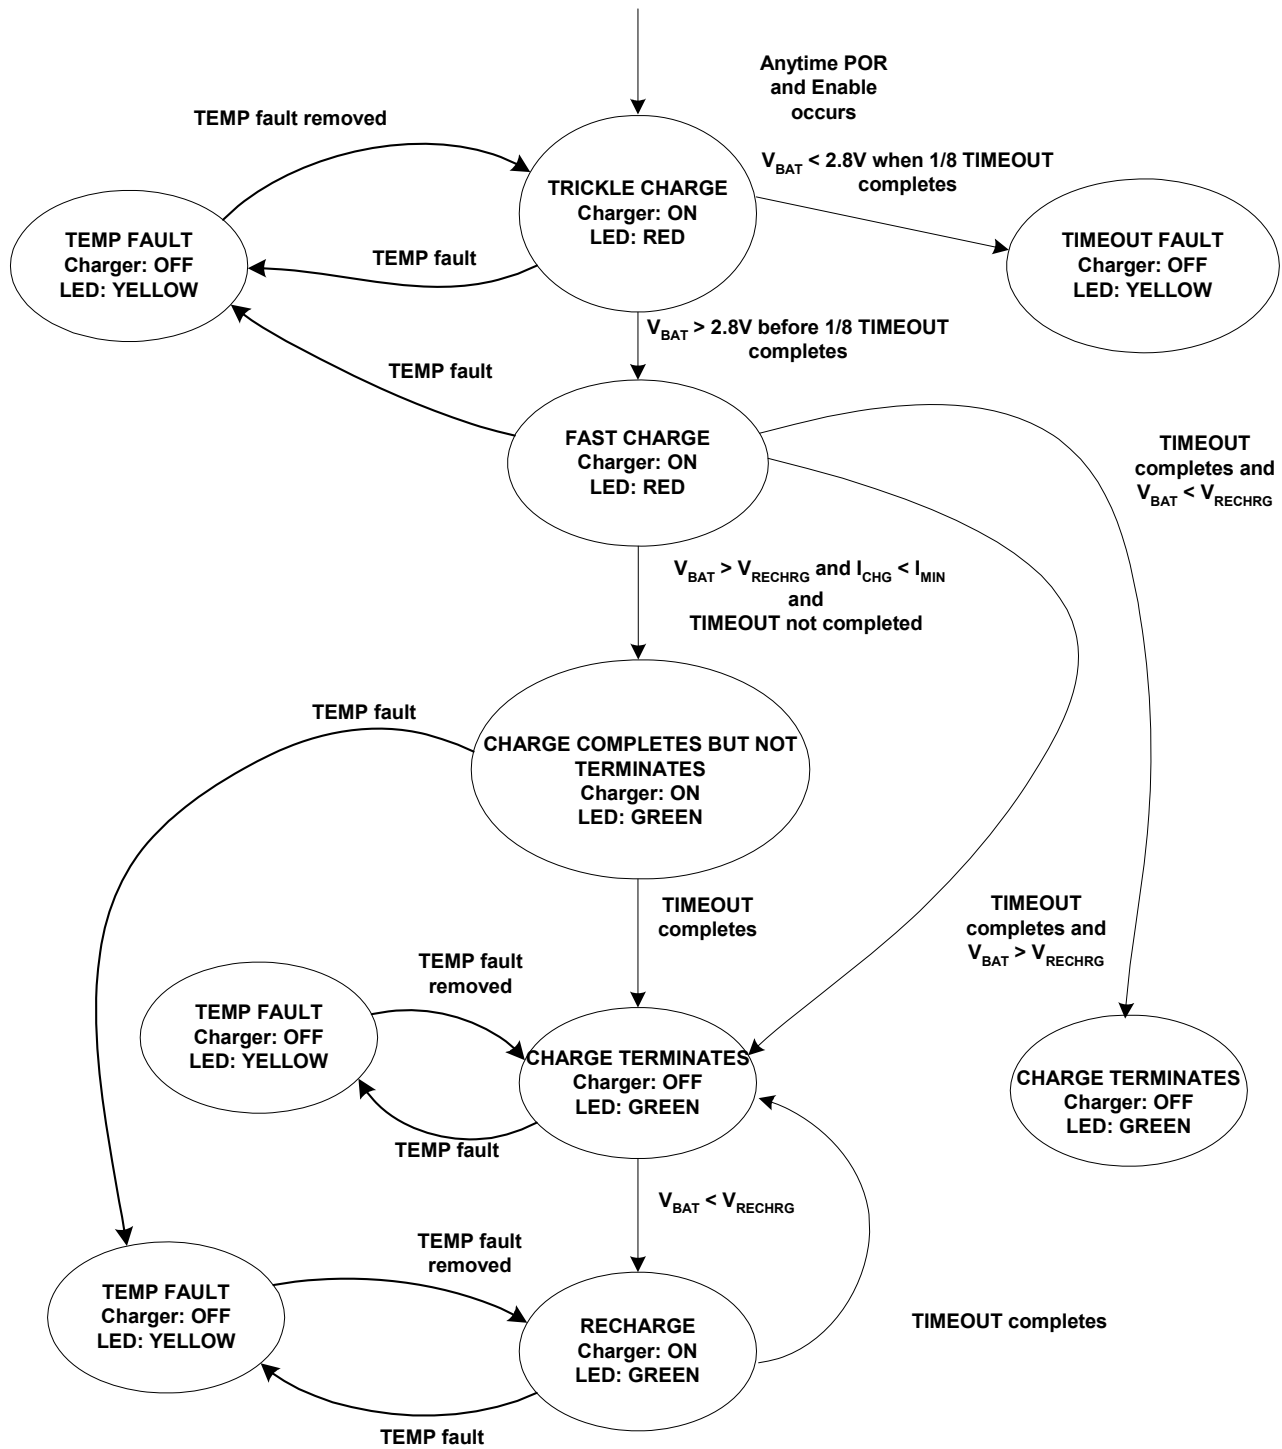 Anytime POR
and Enable
occurs
TEMP fault removed
V_BAT < 2.8V when 1/8 TIMEOUT
completes
TRICKLE CHARGE
Charger: ON
LED: RED
TEMP FAULT
Charger: OFF
LED: YELLOW
TEMP fault
TIMEOUT FAULT
Charger: OFF
LED: YELLOW
V_BAT > 2.8V before 1/8 TIMEOUT
completes
TEMP fault
FAST CHARGE
Charger: ON
LED: RED
TIMEOUT
completes and
V_BAT < V_RECHRG
V_BAT > V_RECHRG and I_CHG < I_MIN
and
TIMEOUT not completed
TEMP fault
CHARGE COMPLETES BUT NOT
TERMINATES
Charger: ON
LED: GREEN
TIMEOUT
completes
TIMEOUT
completes and
V_BAT > V_RECHRG
TEMP fault
removed
TEMP FAULT
Charger: OFF
LED: YELLOW
CHARGE TERMINATES
Charger: OFF
LED: GREEN
CHARGE TERMINATES
Charger: OFF
LED: GREEN
TEMP fault
V_BAT < V_RECHRG
TEMP fault
removed
TEMP FAULT
Charger: OFF
LED: YELLOW
RECHARGE
Charger: ON
LED: GREEN
TIMEOUT completes
TEMP fault